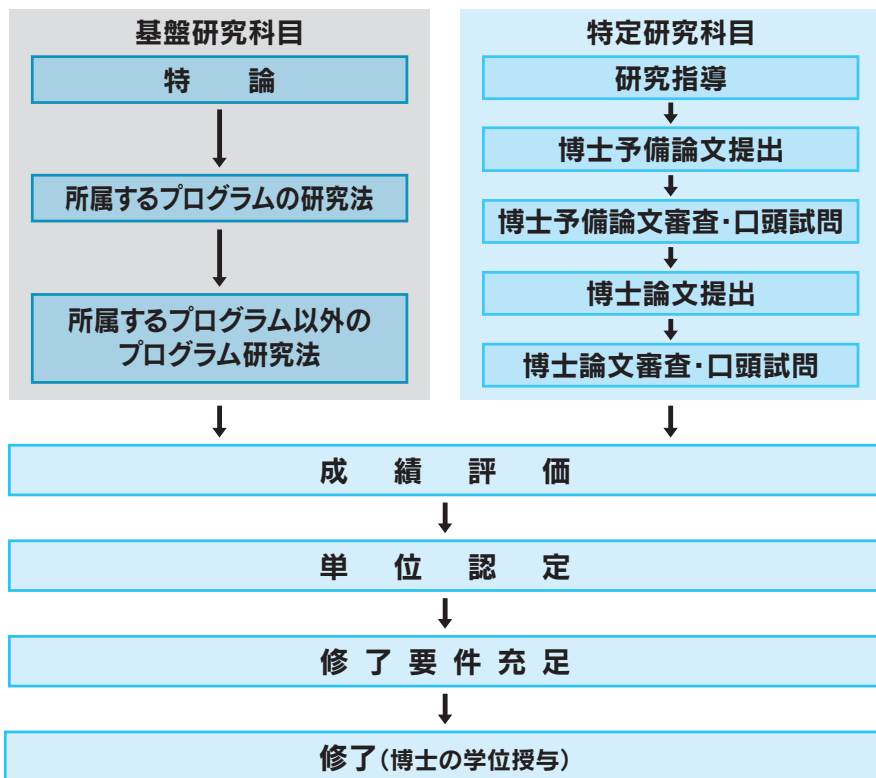 基盤研究科目
特論
所属するプログラムの研究法
所属するプログラム以外の
プログラム研究法
特定研究科目
研究指導
博士予備論文提出
博士予備論文審査・口頭試問
博士論文提出
博士論文審査・口頭試問
成績評価
単位認定
修了要件充足
修了(博士の学位授与)